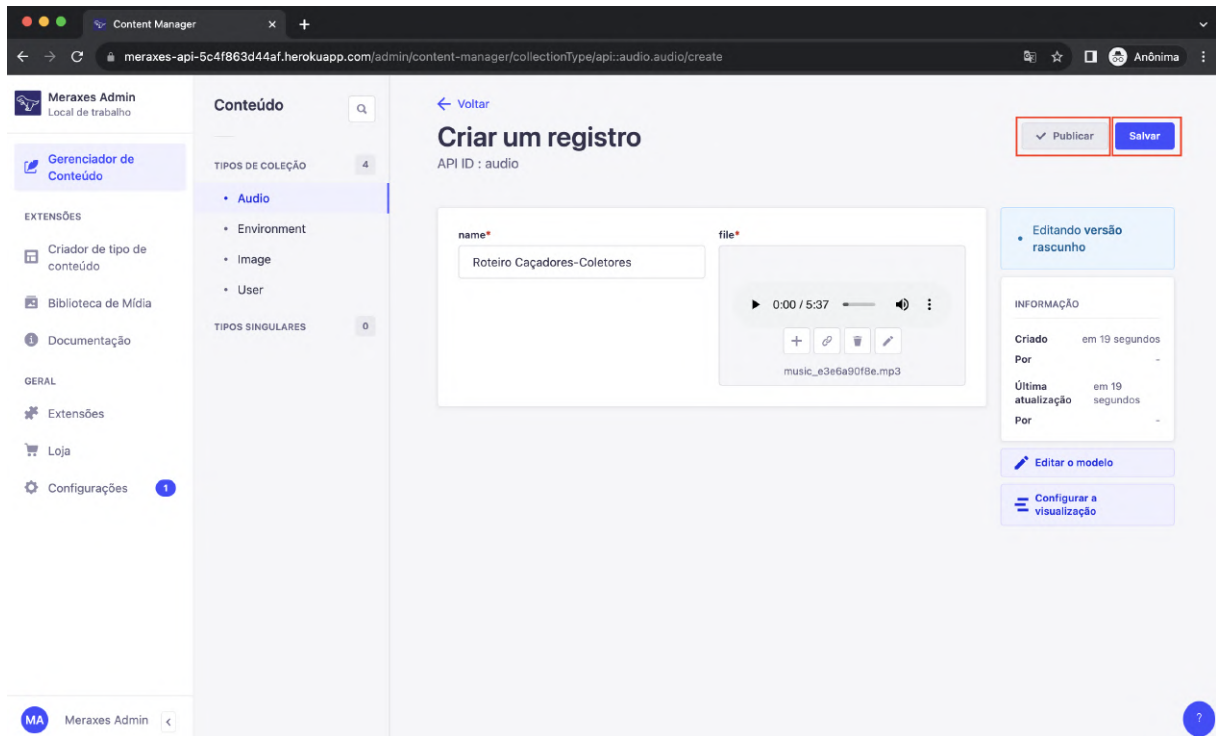 Content Manager
meraxes-api-5c4f863d44af.herokuapp.com/admin/content-manager/collectionType/api::audio.audio/create
Anônima
Meraxes Admin
Local de trabalho
Gerenciador de
Conteúdo
EXTENSÕES
Criador de tipo de
conteúdo
Biblioteca de Mídia
Documentação
GERAL
Extensões
Loja
Configurações 1
MA Meraxes Admin
Conteúdo
TIPOS DE COLEÇÃO 4
Audio
Environment
Image
User
TIPOS SINGULARES 0
Voltar
Criar um registro
API ID : audio
Publicar
Salvar
name*
Roteiro Caçadores-Coletores
file*
0:00 / 5:37
music_e3e6a90f8e.mp3
Editando versão
rascunho
INFORMAÇÃO
Criado em 19 segundos
Por -
Última em 19
atualização segundos
Por -
Editar o modelo
Configurar a
visualização
?